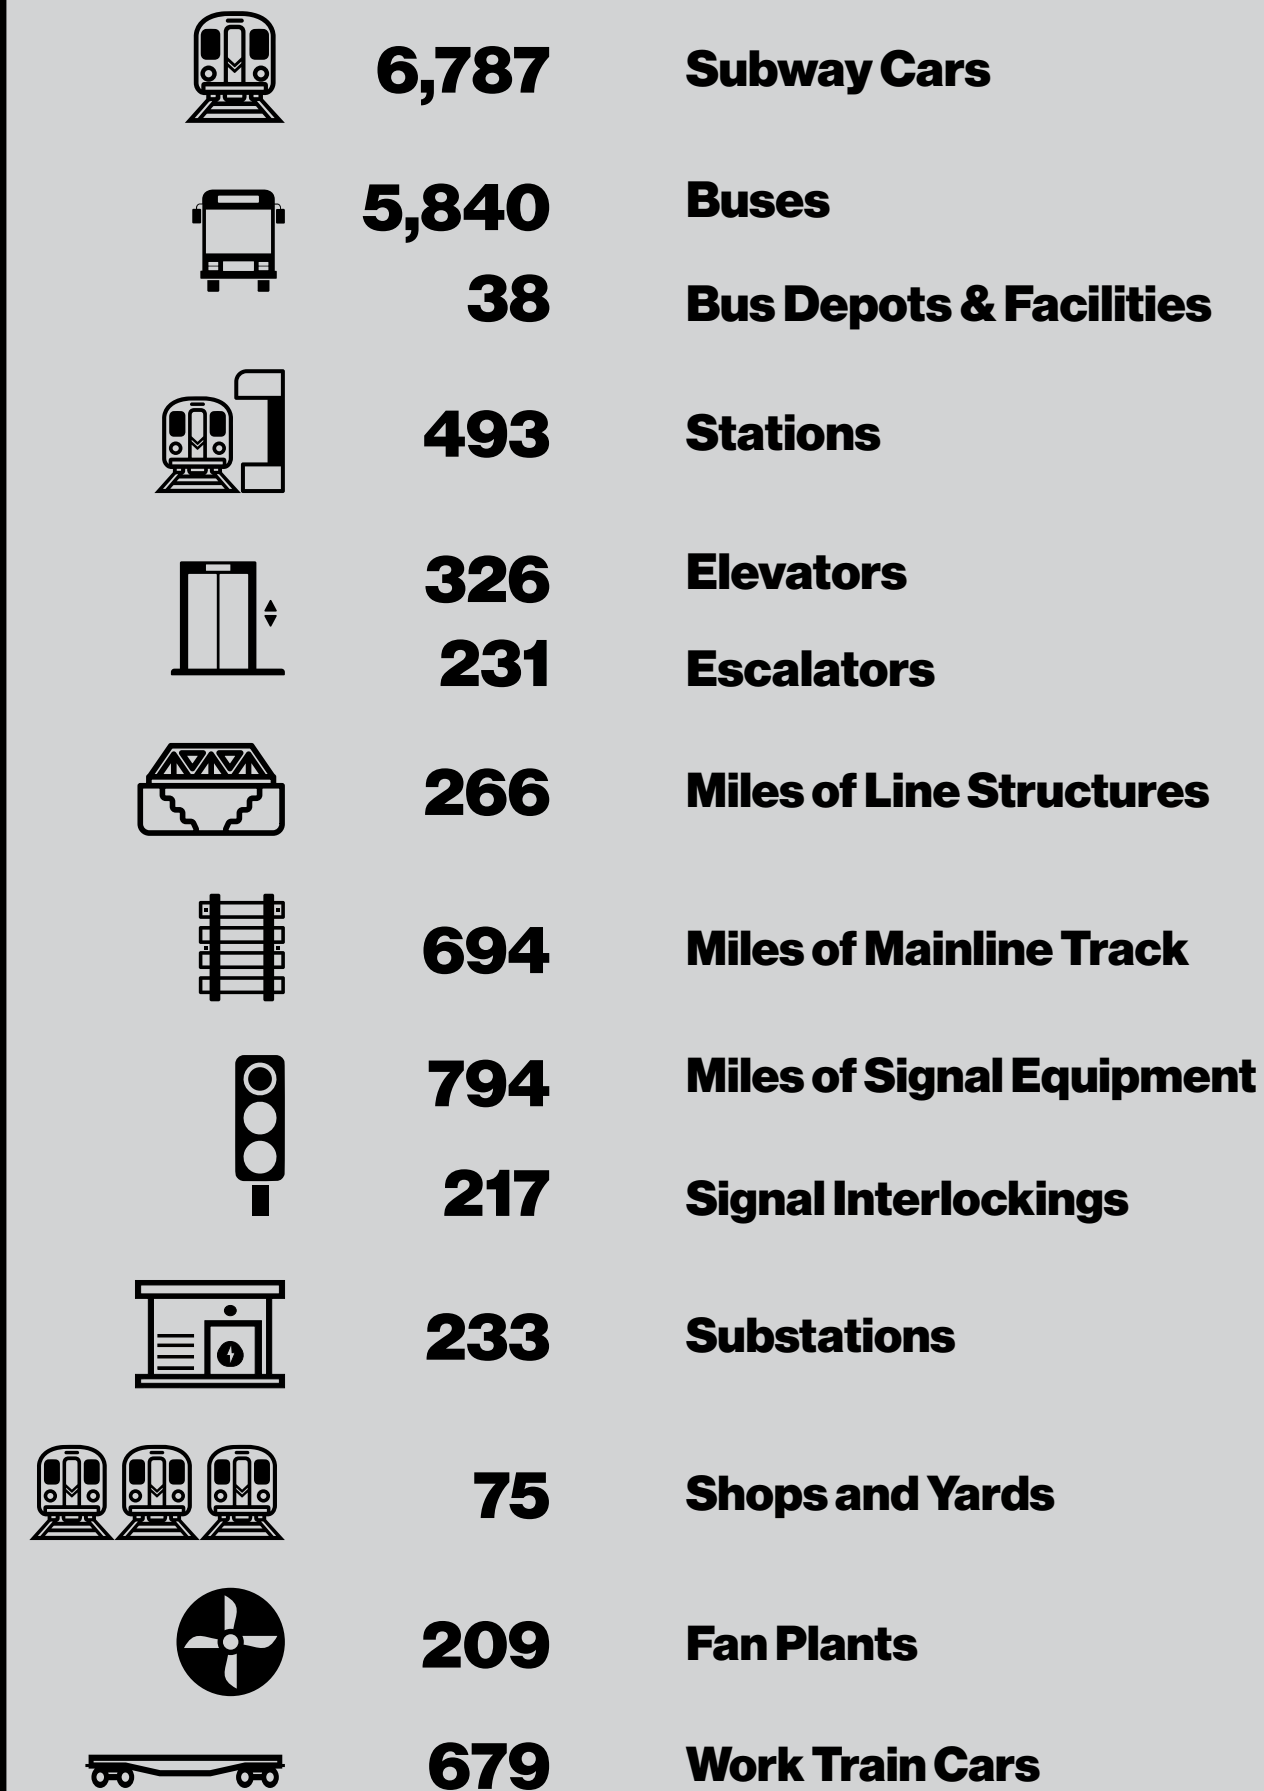 6,787 Subway Cars
5,840 Buses
38 Bus Depots & Facilities
493 Stations
326 Elevators
231 Escalators
266 Miles of Line Structures
694 Miles of Mainline Track
794 Miles of Signal Equipment
217 Signal Interlockings
233 Substations
75 Shops and Yards
209 Fan Plants
679 Work Train Cars